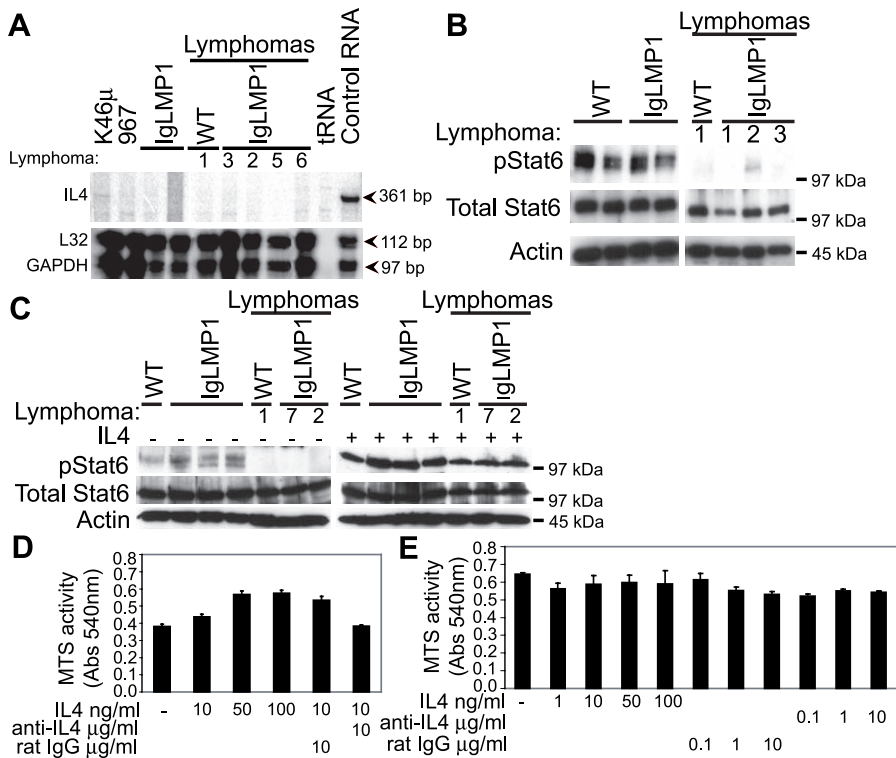 A
Lymphomas
K46µ
967
IgLMP1
WT
IgLMP1
tRNA
Control RNA
Lymphoma: 1 3 2 5 6
IL4 361 bp
L32 112 bp
GAPDH 97 bp
B
Lymphomas
WT
IgLMP1
WT
IgLMP1
Lymphoma: 1 1 2 3
pStat6
97 kDa
Total Stat6
97 kDa
Actin 45 kDa
C
Lymphomas Lymphomas
WT
IgLMP1
WT
IgLMP1
WT
IgLMP1
WT
IgLMP1
Lymphoma: 1 7 2 1 7 2
IL4 - - - - - - - + + + + + + +
pStat6 97 kDa
Total Stat6 97 kDa
Actin 45 kDa
D
MTS activity
(Abs 540nm)
0.8
0.7
0.6
0.5
0.4
0.3
0.2
0.1
0.0
IL4 ng/ml - 10 50 100 10 10
anti-IL4 µg/ml 10
rat IgG µg/ml 10
E
MTS activity
(Abs 540nm)
0.8
0.7
0.6
0.5
0.4
0.3
0.2
0.1
0.0
IL4 ng/ml - 1 10 50 100
anti-IL4 µg/ml 0.1 1 10
rat IgG µg/ml 0.1 1 10